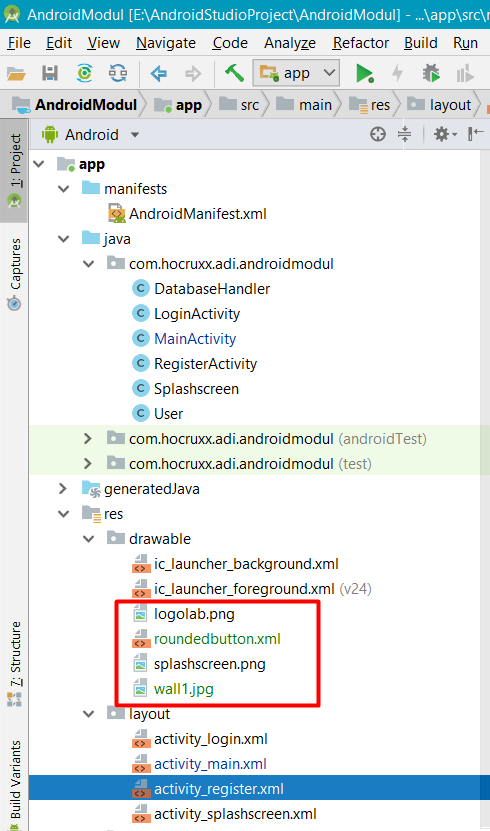 AndroidModul [E:\AndroidStudioProject\AndroidModul] - ...\app\src\r
File Edit View Navigate Code Analyze Refactor Build Run
app
AndroidModul app src main res layout
Android
1: Project
Captures
7: Structure
Build Variants
app
manifests
AndroidManifest.xml
java
com.hocruxx.adi.androidmodul
DatabaseHandler
LoginActivity
MainActivity
RegisterActivity
Splashscreen
User
com.hocruxx.adi.androidmodul (androidTest)
com.hocruxx.adi.androidmodul (test)
generatedJava
res
drawable
ic_launcher_background.xml
ic_launcher_foreground.xml (v24)
logolab.png
roundedbutton.xml
splashscreen.png
wall1.jpg
layout
activity_login.xml
activity_main.xml
activity_register.xml
activity_splashscreen.xml